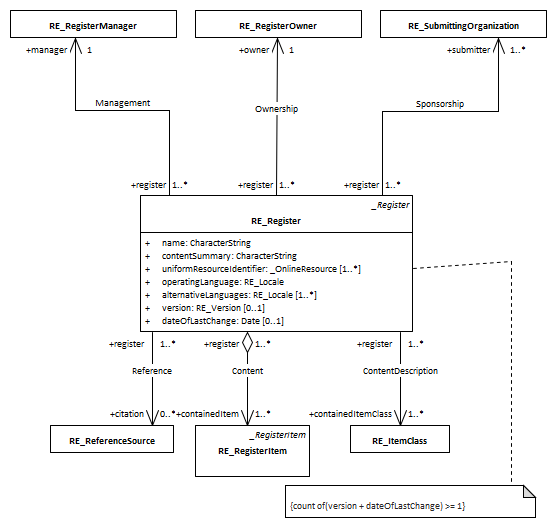 RE_RegisterManager
RE_RegisterOwner
RE_SubmittingOrganization
+manager 1
+owner 1
+submitter 1..*
Management
Ownership
Sponsorship
+register 1..*
+register 1..*
+register 1..*
_Register
RE_Register
+ name: CharacterString
+ contentSummary: CharacterString
+ uniformResourceIdentifier: _OnlineResource [1..*]
+ operatingLanguage: RE_Locale
+ alternativeLanguages: RE_Locale [1..*]
+ version: RE_Version [0..1]
+ dateOfLastChange: Date [0..1]
+register 1..*
+register 1..*
+register 1..*
Reference
Content
ContentDescription
+citation 0..*
+containedItem 1..*
+containedItemClass 1..*
RE_ReferenceSource
_RegisterItem
RE_RegisterItem
RE_ItemClass
{count of(version + dateOfLastChange) >= 1}